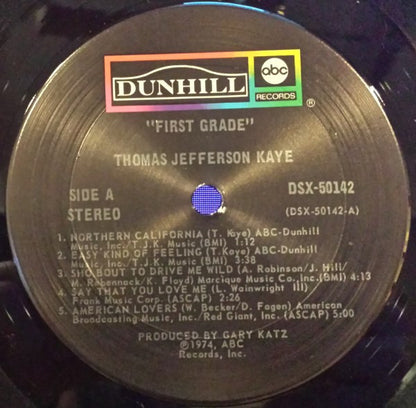 DUNHILL
abc
RECORDS
®
"FIRST GRADE"
THOMAS JEFFERSON KAYE
SIDE A
STEREO
DSX-50142
(DSX-50142-A)
1. NORTHERN CALIFORNIA (T. Kaye) ABC-Dunhill
Music, Inc./T.J.K. Music (BMI) 1:12
2. EASY KIND OF FEELING (T. Kaye) ABC-Dunhill
Music, Inc./ T.J.K. Music (BMI) 3:38
3. SHO BOUT TO DRIVE ME WILD (A. Robinson/J. Hill/
M. Rebennack/K. Floyd) Marcique Music Co., Inc. (BMI) 4:13
4. SAY THAT YOU LOVE ME (L. Wainwright III)
Frank Music Corp. (ASCAP) 2:26
5. AMERICAN LOVERS (W. Becker/D. Fagen) American
Broadcasting Music, Inc./Red Giant, Inc. (ASCAP) 5:00
PRODUCED BY GARY KATZ
℗1974, ABC
Records, Inc.